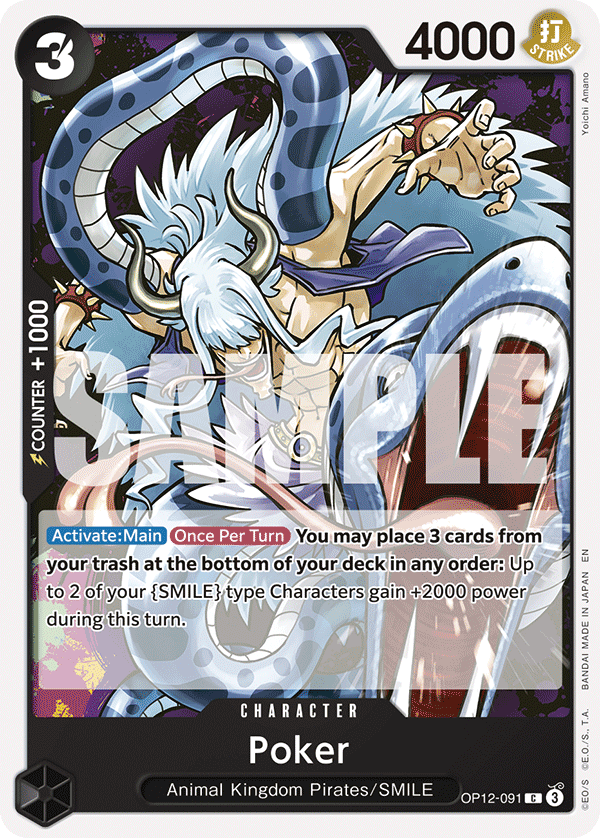 3
4000
打
STRIKE
Yoichi Amano
COUNTER +1000
SAMPLE
Activate:Main Once Per Turn You may place 3 cards from
your trash at the bottom of your deck in any order: Up
to 2 of your {SMILE} type Characters gain +2000 power
during this turn.
CHARACTER
Poker
Animal Kingdom Pirates/SMILE
OP12-091 C 3
©EO/S ©E.O./S., T.A. BANDAI MADE IN JAPAN EN